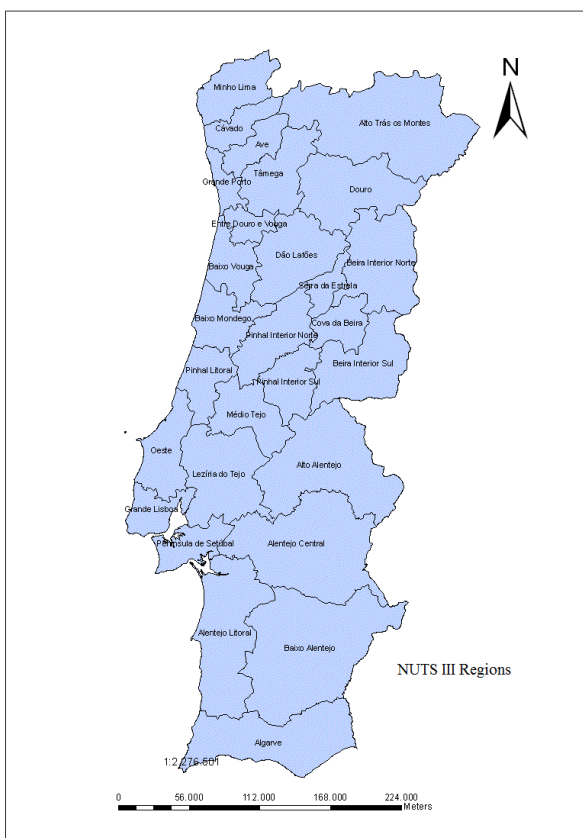 N
Minho Lima
Alto Trás os Montes
Cávado
Ave
Tâmega
Grande Porto
Douro
Entre Douro e Vouga
Dão Lafões
Baixo Vouga
Beira Interior Norte
Serra da Estrela
Baixo Mondego
Cova da Beira
Pinhal Interior Norte
Beira Interior Sul
Pinhal Litoral
Pinhal Interior Sul
Médio Tejo
Oeste
Alto Alentejo
Lezíria do Tejo
Grande Lisboa
Península de Setúbal
Alentejo Central
Alentejo Litoral
Baixo Alentejo
NUTS III Regions
Algarve
1:2.276.501
0 56.000 112.000 168.000 224.000
Meters